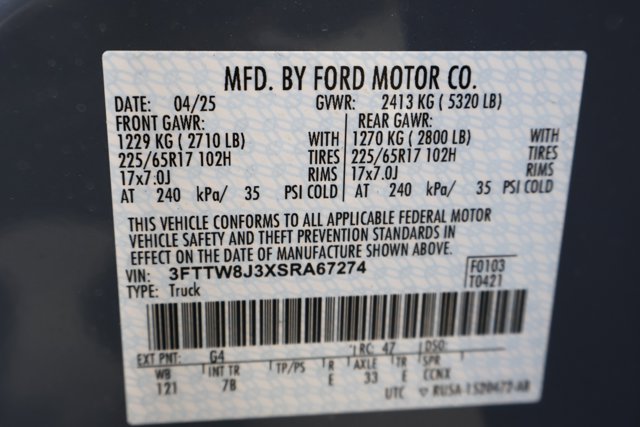 MFD. BY FORD MOTOR CO.
DATE: 04/25 GVWR: 2413 KG ( 5320 LB)
FRONT GAWR: REAR GAWR:
1229 KG ( 2710 LB) WITH 1270 KG ( 2800 LB) WITH
225/65R17 102H TIRES 225/65R17 102H TIRES
17x7.0J RIMS 17x7.0J RIMS
AT 240 kPa/ 35 PSI COLD AT 240 kPa/ 35 PSI COLD
THIS VEHICLE CONFORMS TO ALL APPLICABLE FEDERAL MOTOR
VEHICLE SAFETY AND THEFT PREVENTION STANDARDS IN
EFFECT ON THE DATE OF MANUFACTURE SHOWN ABOVE.
VIN: 3FTTW8J3XSRA67274 F0103
TYPE: Truck T0421
EXT PNT: G4 RC: 47 DSO:
WB INT TR TP/PS R AXLE TR SPR
121 7B E 33 E CCNX
UTC